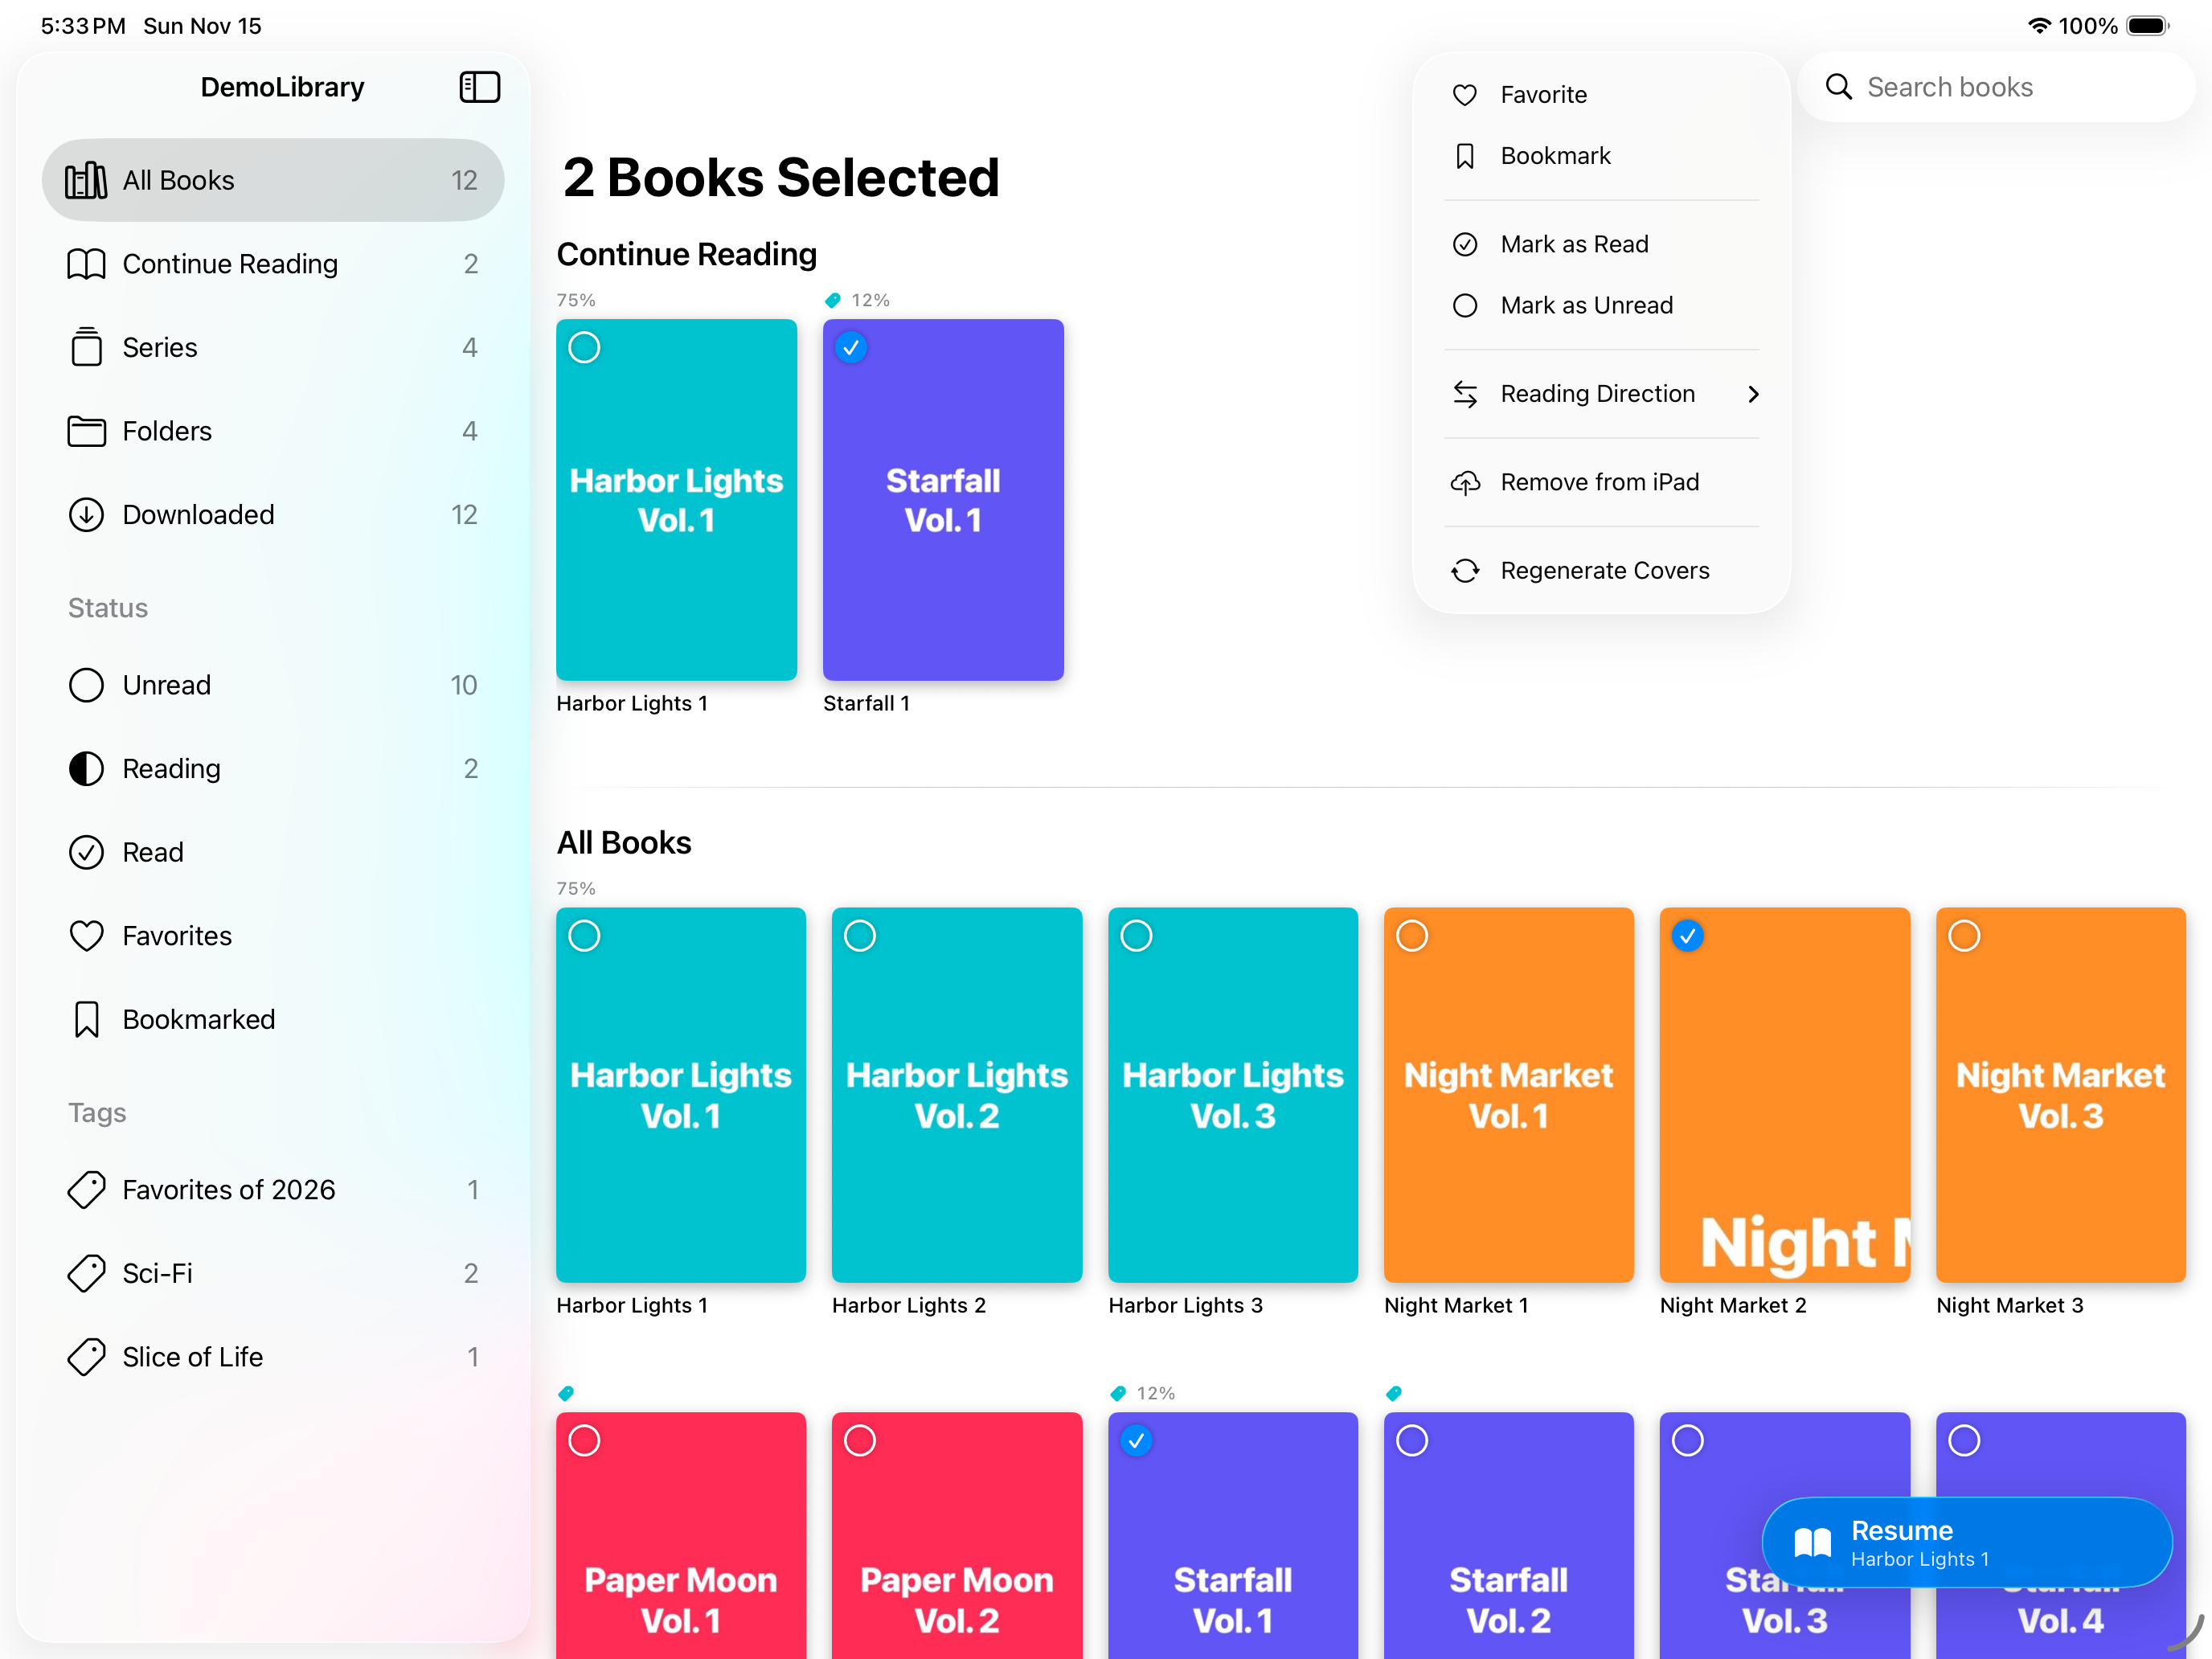 5:33 PM Sun Nov 15
100%
DemoLibrary
All Books 12
Continue Reading 2
Series 4
Folders 4
Downloaded 12
Status
Unread 10
Reading 2
Read
Favorites
Bookmarked
Tags
Favorites of 2026 1
Sci-Fi 2
Slice of Life 1
Favorite
Bookmark
Mark as Read
Mark as Unread
Reading Direction
Remove from iPad
Regenerate Covers
Search books
2 Books Selected
Continue Reading
75%
12%
Harbor Lights
Vol. 1
Starfall
Vol. 1
Harbor Lights 1
Starfall 1
All Books
75%
Harbor Lights
Vol. 1
Harbor Lights
Vol. 2
Harbor Lights
Vol. 3
Night Market
Vol. 1
Night
Night Market
Vol. 3
Harbor Lights 1
Harbor Lights 2
Harbor Lights 3
Night Market 1
Night Market 2
Night Market 3
12%
Paper Moon
Vol. 1
Paper Moon
Vol. 2
Starfall
Vol. 1
Starfall
Vol. 2
Vol. 3
Vol. 4
Resume
Harbor Lights 1